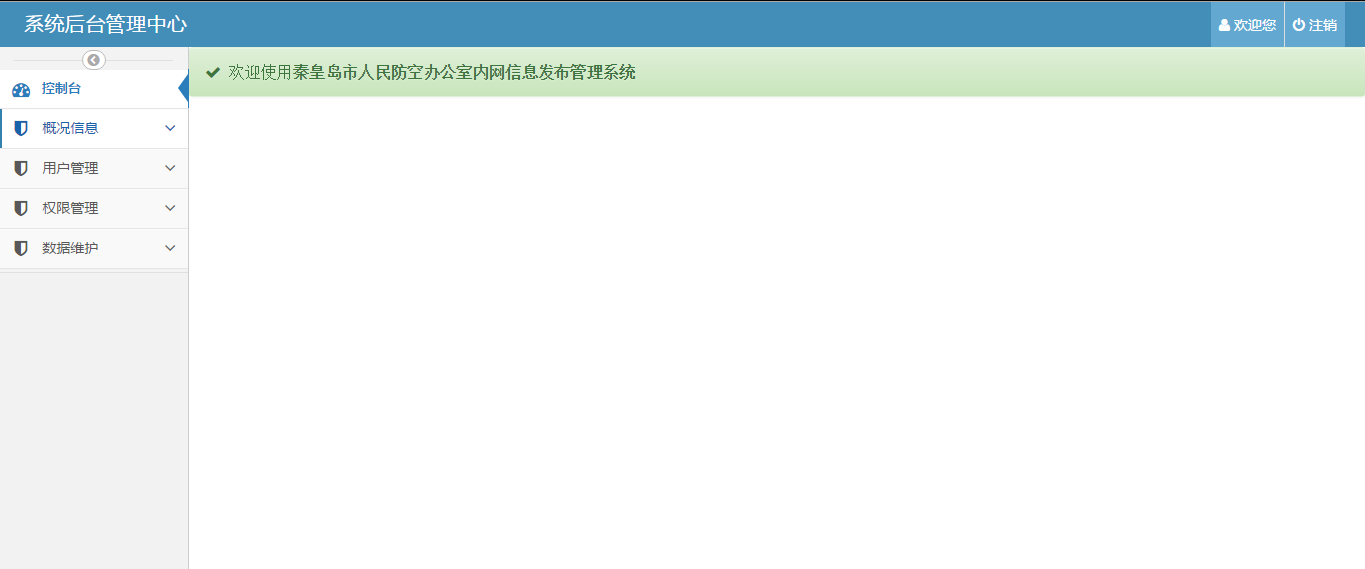 系统后台管理中心
欢迎您
注销
控制台
概况信息
用户管理
权限管理
数据维护
欢迎使用秦皇岛市人民防空办公室内网信息发布管理系统